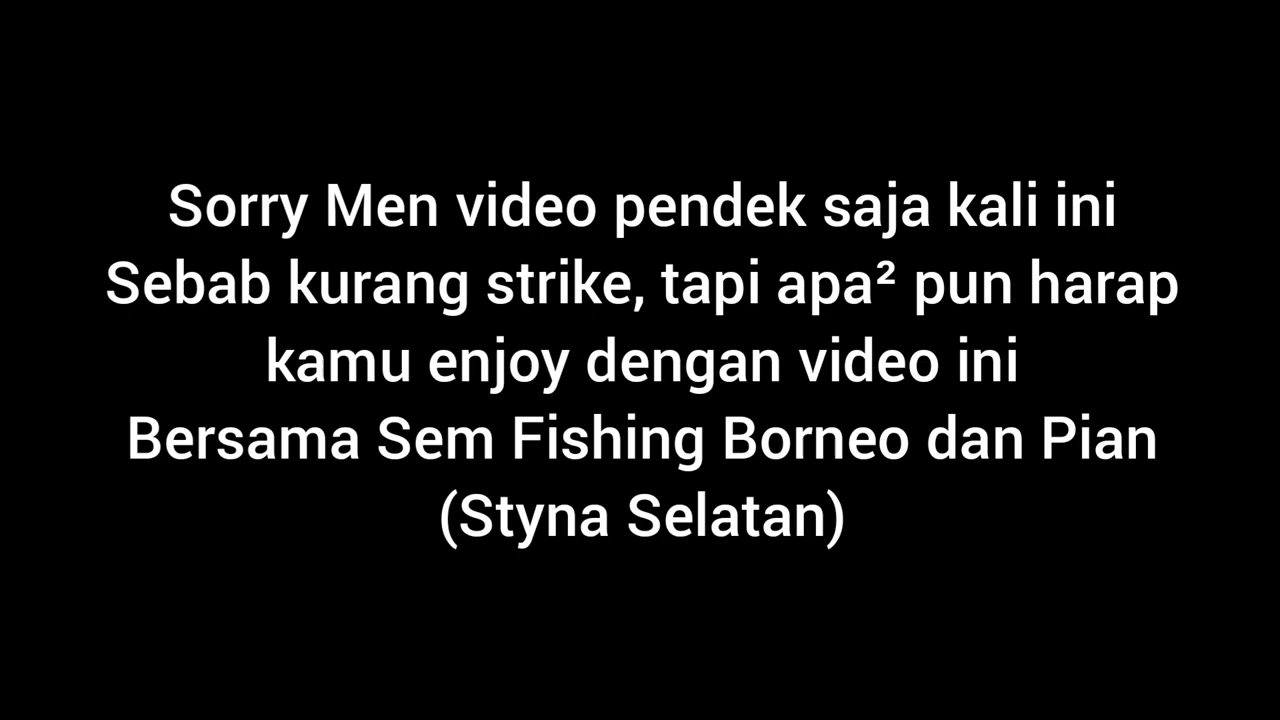 Sorry Men video pendek saja kali ini
Sebab kurang strike, tapi apa² pun harap
kamu enjoy dengan video ini
Bersama Sem Fishing Borneo dan Pian
(Styna Selatan)